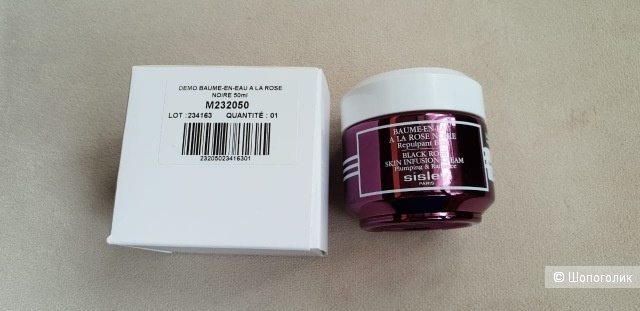 DEMO BAUME-EN-EAU A LA ROSE
NOIRE 50ml
M232050
LOT :234163 QUANTITÉ : 01
23205023416301
BAUME-EN-EAU
A LA ROSE NOIRE
Repulpant
BLACK ROSE
SKIN INFUSION CREAM
Plumping & Radiance
sisley
PARIS
© Шопоголик